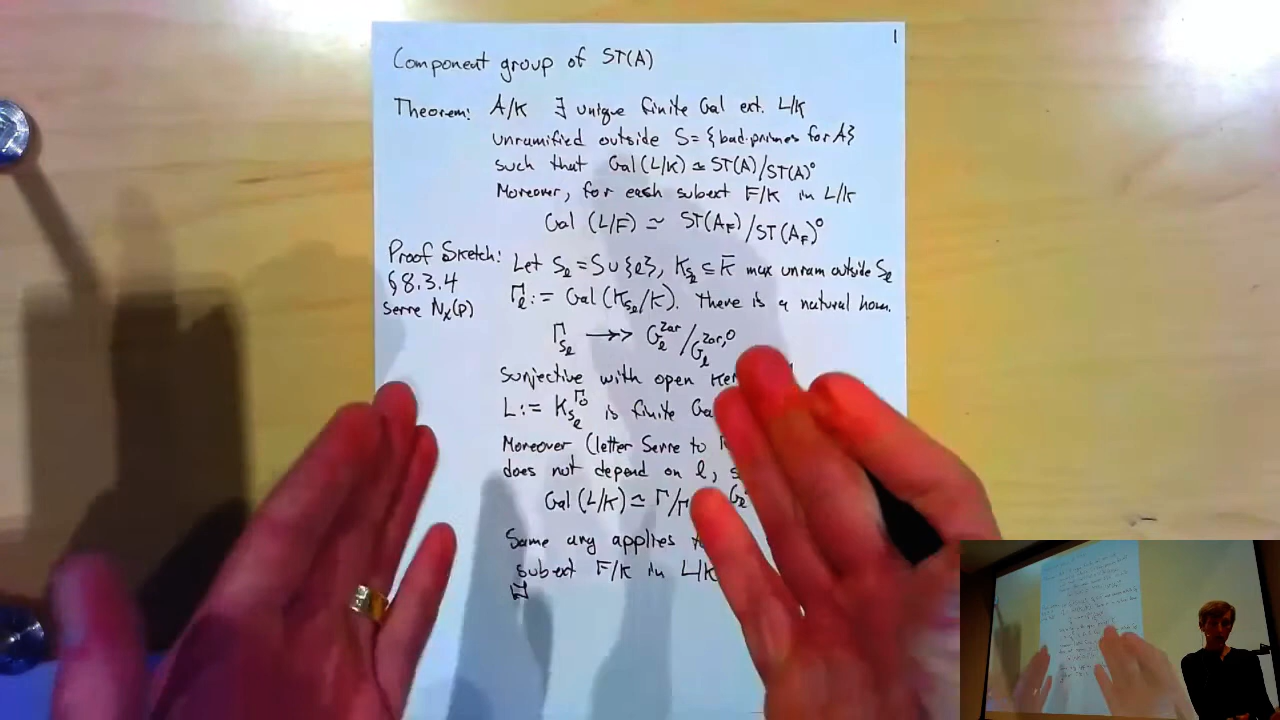 1
Component group of ST(A)
Theorem: A/K ∃ unique finite Gal ext. L/K
unramified outside S = {bad primes for A}
such that Gal(L/K) ≃ ST(A)/ST(A)⁰
Moreover, for each subext F/K in L/K
Gal (L/F) ≃ ST(A_F)/ST(A_F)⁰
Proof Sketch:
§8.3.4
Serre N_X(p)
Let S_ℓ = S ∪ {ℓ}, K_{S_ℓ} ⊆ K̄ max unram outside S_ℓ
Γ_ℓ := Gal(K_{S_ℓ}/K). There is a natural hom.
Γ_{S_ℓ} ->> G_ℓ^{Zar}/G_ℓ^{Zar,0}
Surjective with open ker
L := K_{S_ℓ}^{Γ_0} is finite Ga
Moreover (letter Serre to
does not depend on ℓ, s
Gal (L/K) ≃ Γ/Γ G
Same arg applies
subext F/K in L/K